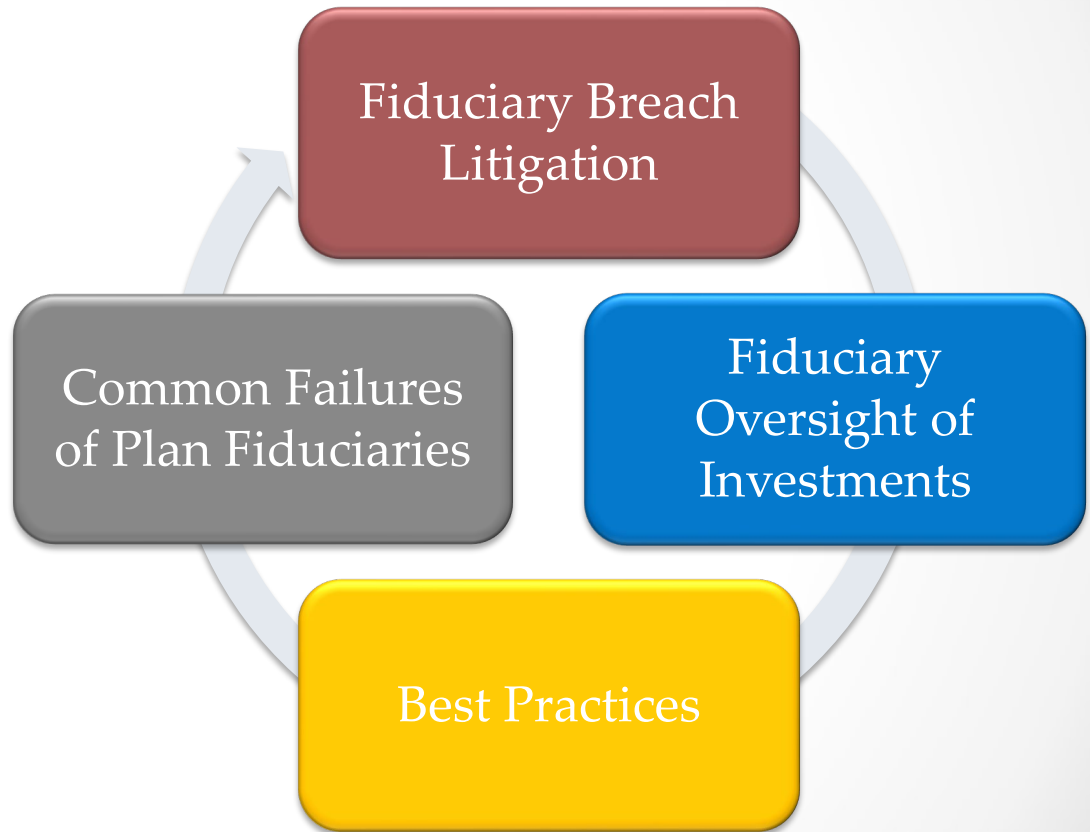 Fiduciary Breach
Litigation
Fiduciary
Oversight of
Investments
Best Practices
Common Failures
of Plan Fiduciaries